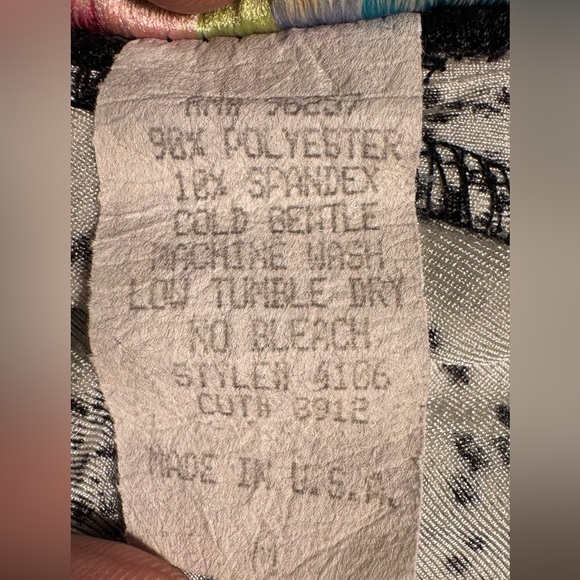 90% POLYESTER
10% SPANDEX
COLD GENTLE
MACHINE WASH
LOW TUMBLE DRY
NO BLEACH
STYLE# 6106
CUT# 3912
MADE IN U.S.A.
M